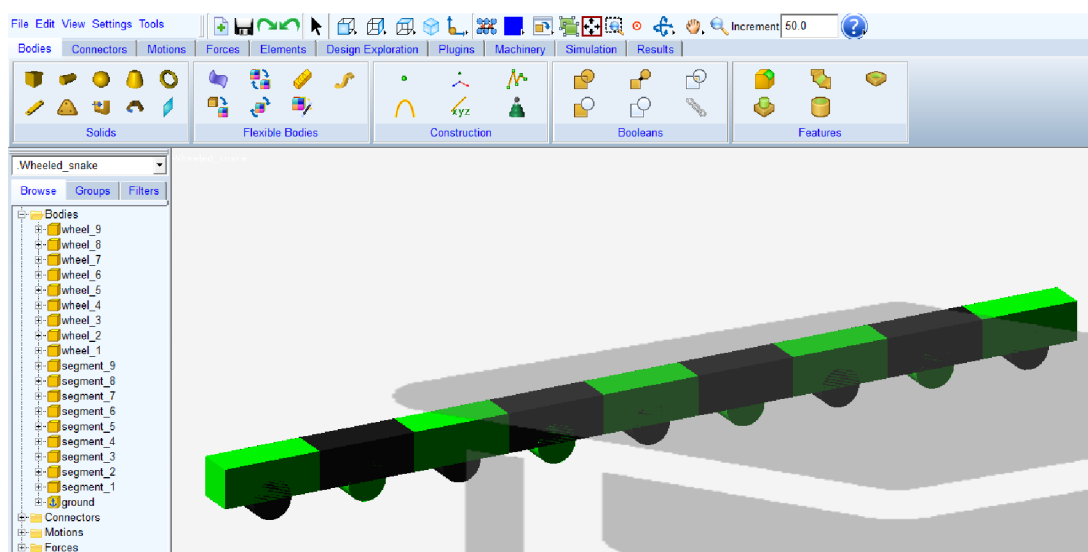 File Edit View Settings Tools
Increment 50.0
?
Bodies Connectors Motions Forces Elements Design Exploration Plugins Machinery Simulation Results
xyz
Solids Flexible Bodies Construction Booleans Features
.Wheeled_snake
Wheeled_snake
Browse Groups Filters
Bodies
wheel_9
wheel_8
wheel_7
wheel_6
wheel_5
wheel_4
wheel_3
wheel_2
wheel_1
segment_9
segment_8
segment_7
segment_6
segment_5
segment_4
segment_3
segment_2
segment_1
ground
Connectors
Motions
Forces